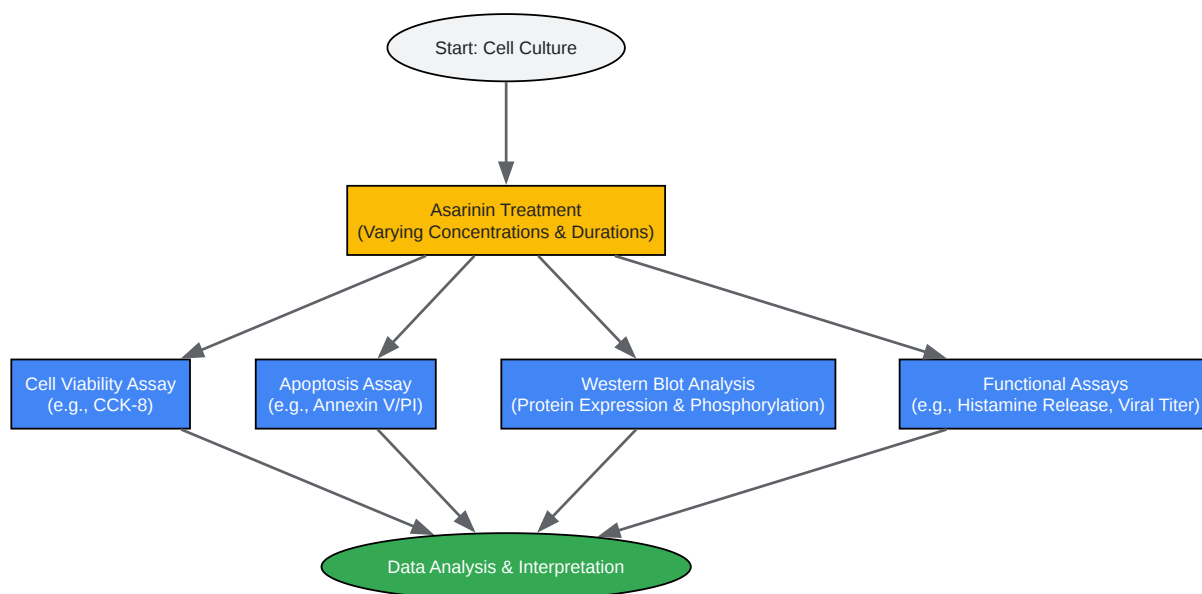 Start: Cell Culture
Asarinin Treatment
(Varying Concentrations & Durations)
Cell Viability Assay
(e.g., CCK-8)
Apoptosis Assay
(e.g., Annexin V/PI)
Western Blot Analysis
(Protein Expression & Phosphorylation)
Functional Assays
(e.g., Histamine Release, Viral Titer)
Data Analysis & Interpretation